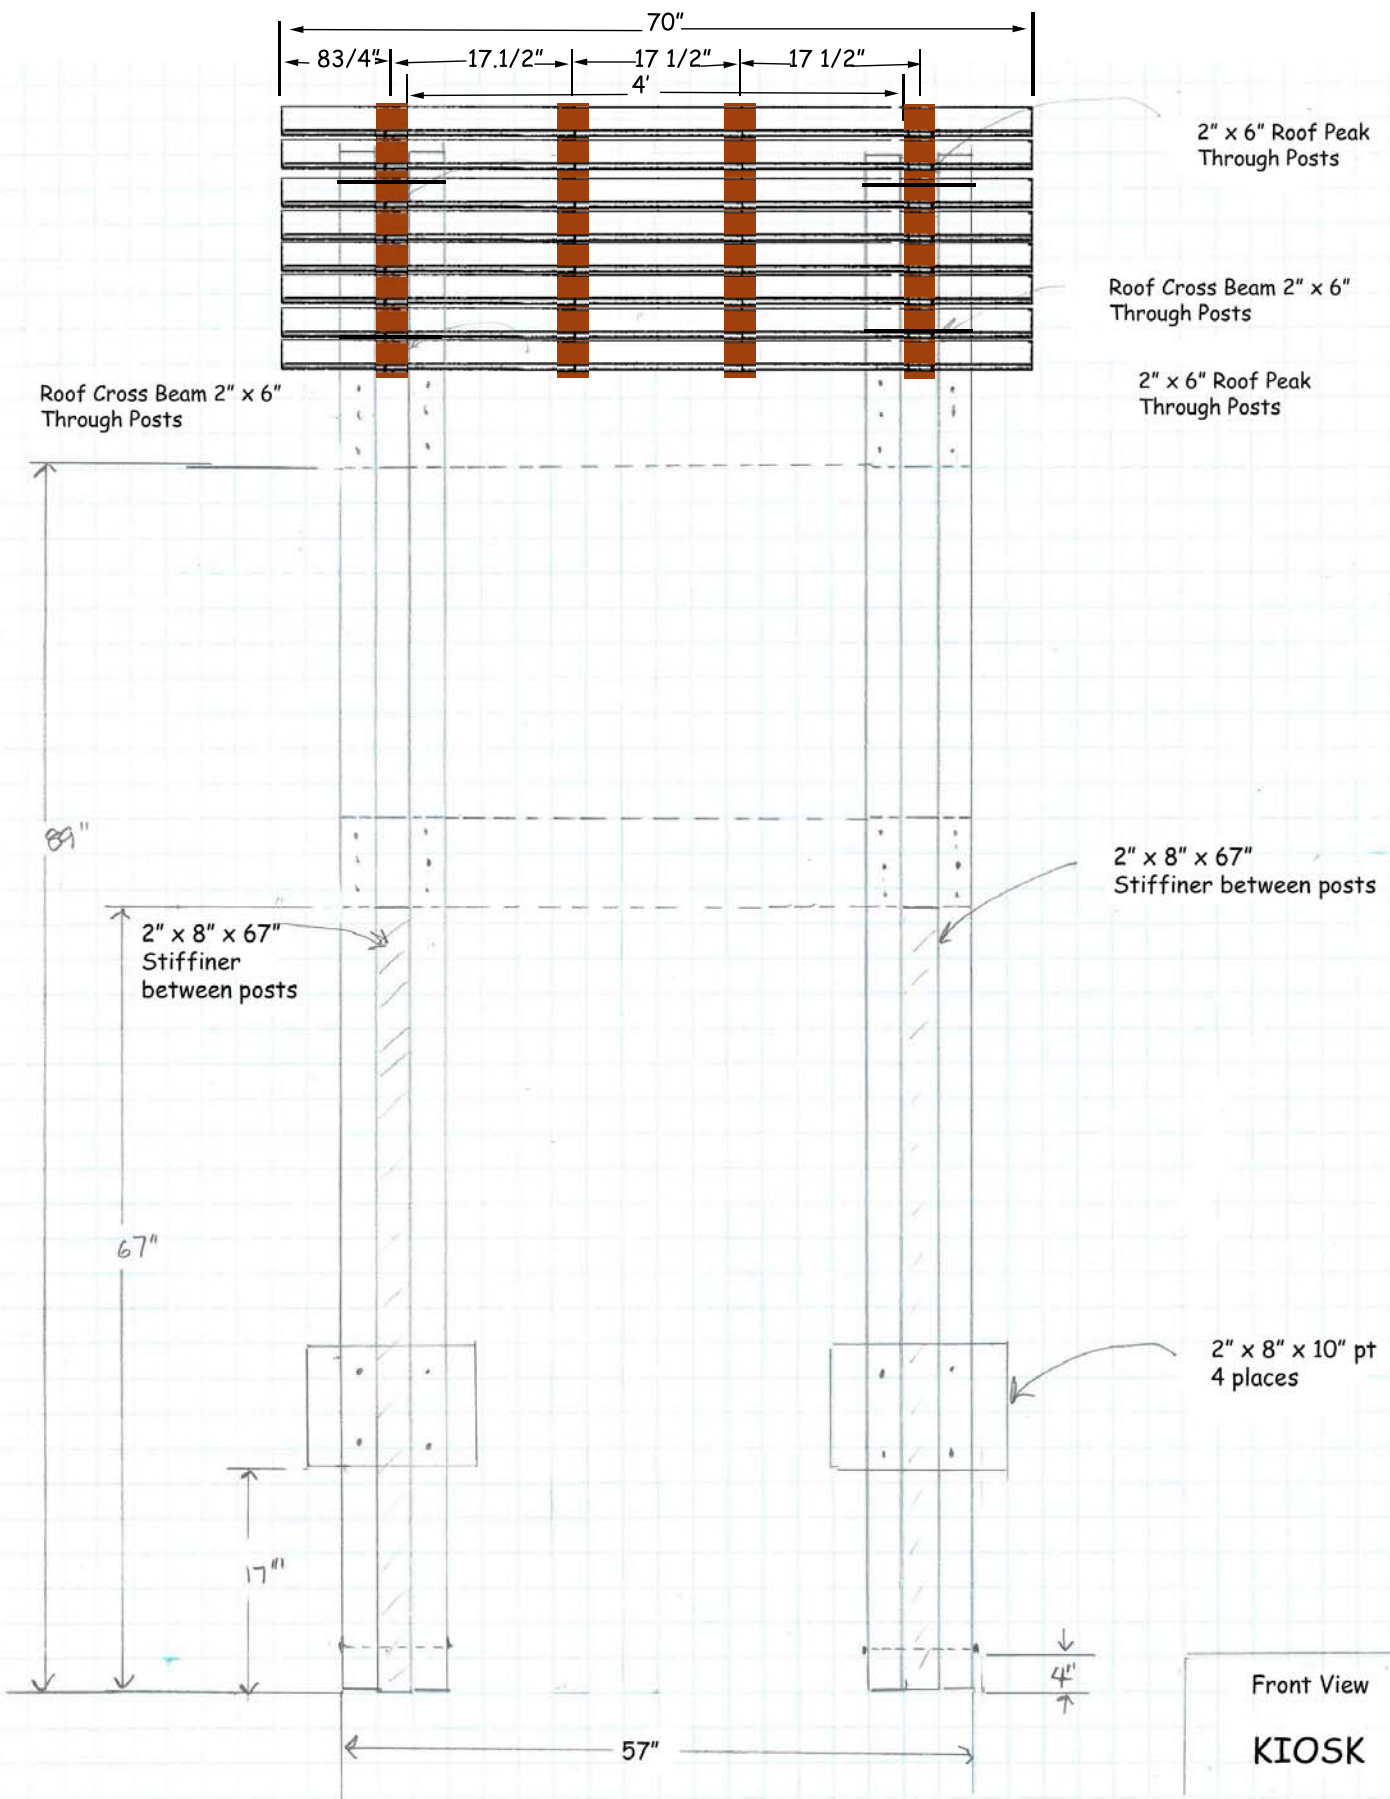 70"
83/4" 17.1/2" 17 1/2" 17 1/2"
4'
2" x 6" Roof Peak
Through Posts
Roof Cross Beam 2" x 6"
Through Posts
2" x 6" Roof Peak
Through Posts
Roof Cross Beam 2" x 6"
Through Posts
89"
2" x 8" x 67"
Stiffiner between posts
2" x 8" x 67"
Stiffiner
between posts
67"
2" x 8" x 10" pt
4 places
17"'
4"
57"
Front View
KIOSK